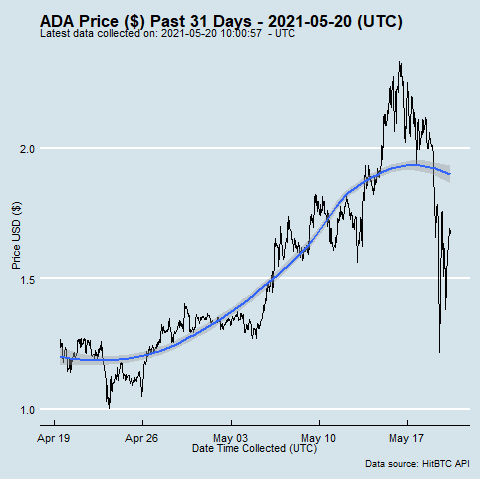 ADA Price ($) Past 31 Days - 2021-05-20 (UTC)
Latest data collected on: 2021-05-20 10:00:57 - UTC
Price USD ($)
2.0
1.5
1.0
Apr 19 Apr 26 May 03 May 10 May 17
Date Time Collected (UTC)
Data source: HitBTC API